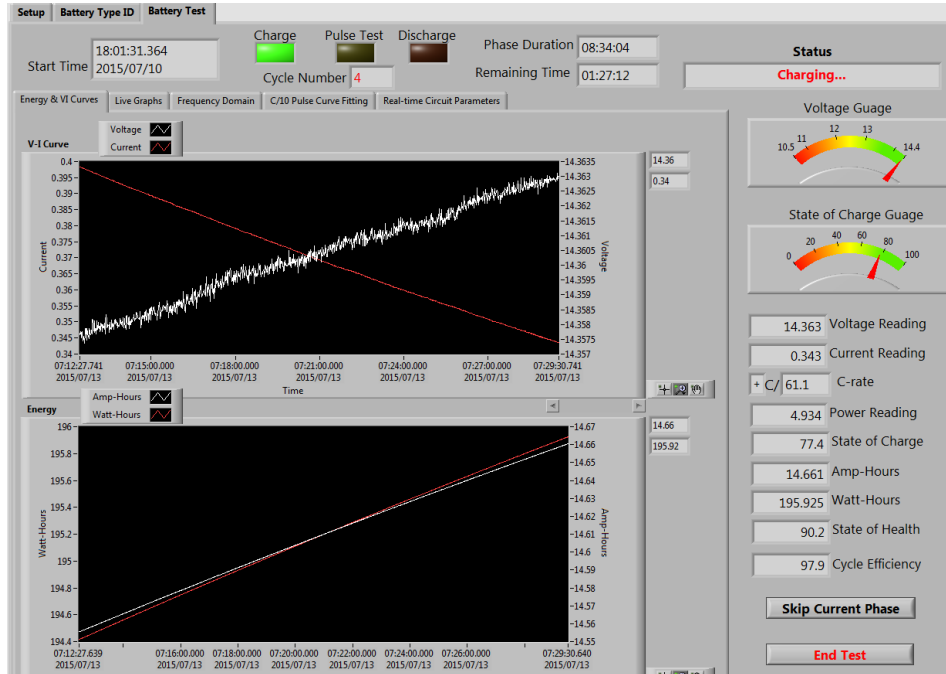 Setup Battery Type ID Battery Test
Start Time
18:01:31.364
2015/07/10
Charge Pulse Test Discharge
Cycle Number 4
Phase Duration 08:34:04
Remaining Time 01:27:12
Status
Charging...
Energy & VI Curves Live Graphs Frequency Domain C/10 Pulse Curve Fitting Real-time Circuit Parameters
Voltage
Current
V-I Curve
14.36
0.34
Current
0.4
0.395
0.39
0.385
0.38
0.375
0.37
0.365
0.36
0.355
0.35
0.345
0.34
14.3635
14.363
14.3625
14.362
14.3615
14.361
14.3605
14.36
14.3595
14.359
14.3585
14.358
14.3575
14.357
Voltage
07:12:27.741 07:15:00.000 07:18:00.000 07:21:00.000 07:24:00.000 07:27:00.000 07:29:30.741
2015/07/13 2015/07/13 2015/07/13 2015/07/13 2015/07/13 2015/07/13 2015/07/13
Time
Amp-Hours
Watt-Hours
Energy
14.66
195.92
Watt-Hours
196
195.8
195.6
195.4
195.2
195
194.8
194.6
194.4
14.67
14.66
14.65
14.64
14.63
14.62
14.61
14.6
14.59
14.58
14.57
14.56
14.55
Amp-Hours
07:12:27.639 07:16:00.000 07:18:00.000 07:20:00.000 07:22:00.000 07:24:00.000 07:26:00.000 07:29:30.640
2015/07/13 2015/07/13 2015/07/13 2015/07/13 2015/07/13 2015/07/13 2015/07/13 2015/07/13
Voltage Guage
10.5 11 12 13 14.4
State of Charge Guage
0 20 40 60 80 100
14.363 Voltage Reading
0.343 Current Reading
+ C/ 61.1 C-rate
4.934 Power Reading
77.4 State of Charge
14.661 Amp-Hours
195.925 Watt-Hours
90.2 State of Health
97.9 Cycle Efficiency
Skip Current Phase
End Test